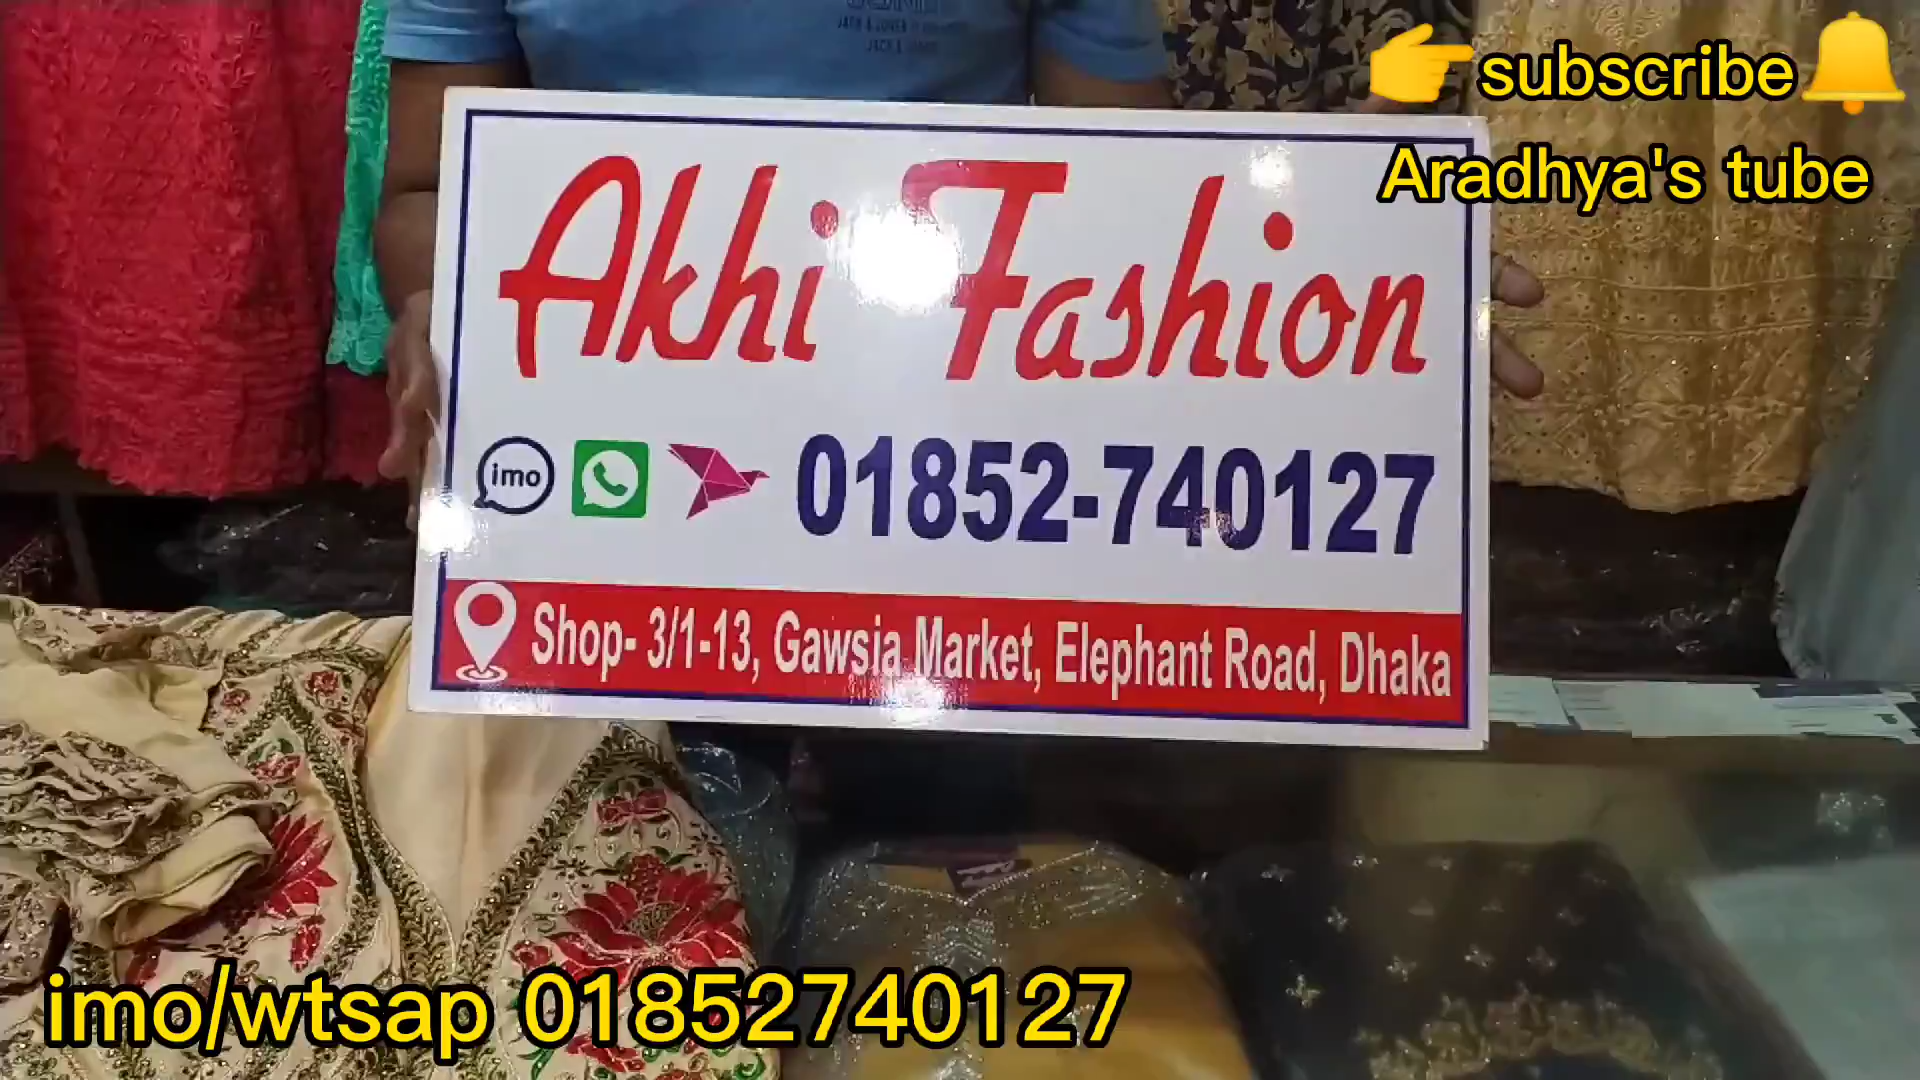 subscribe
Aradhya's tube
Akhi Fashion
imo 01852-740127
Shop- 3/1-13, Gawsia Market, Elephant Road, Dhaka
imo/wtsap 01852740127